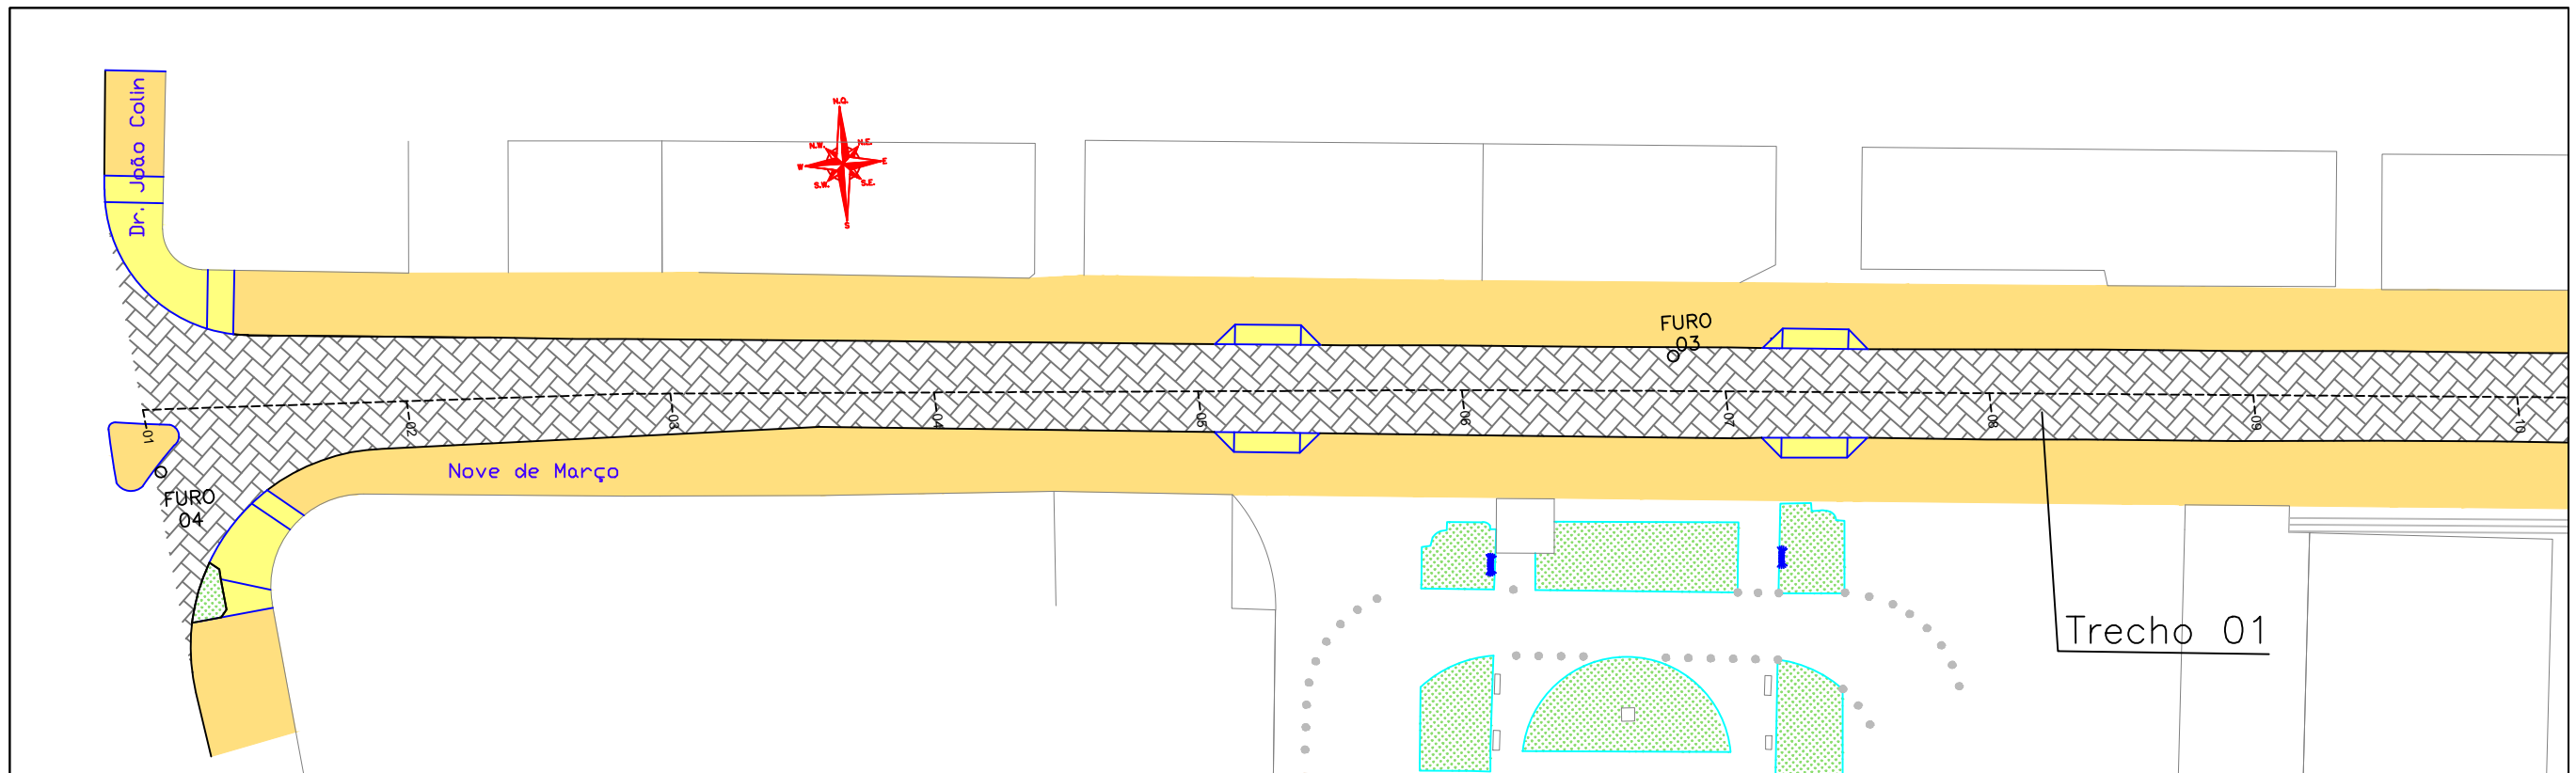 Dr. João Colin
N.O.
N.W.
N.E.
W
E
S.W.
S.E.
S
FURO
03
01
02
03
04
05
06
07
08
09
10
Nove de Março
FURO
04
Trecho 01